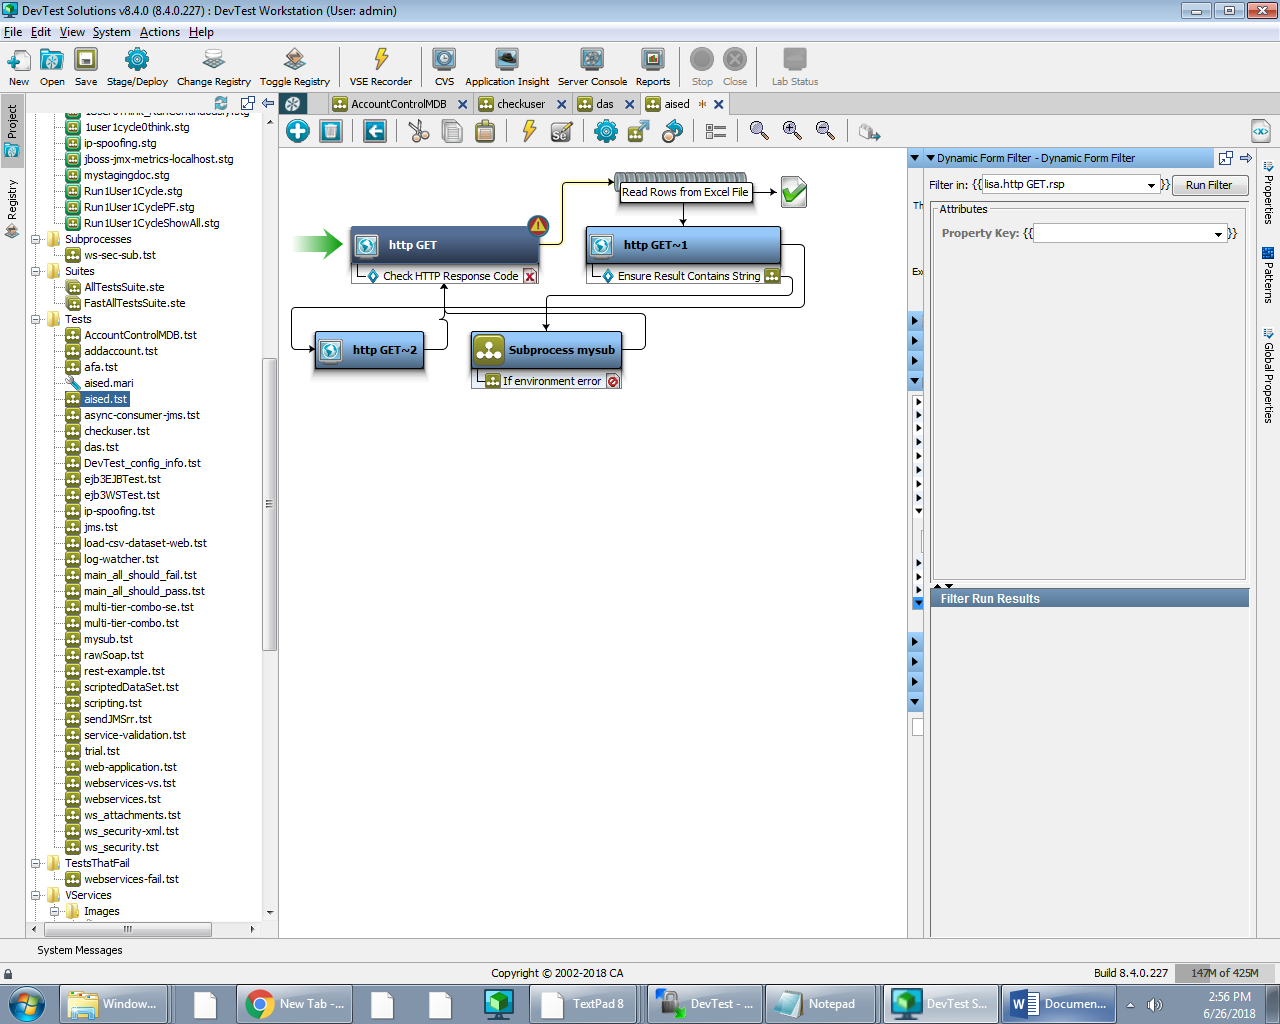 DevTest Solutions v8.4.0 (8.4.0.227) : DevTest Workstation (User: admin)
File Edit View System Actions Help
New Open Save Stage/Deploy Change Registry Toggle Registry VSE Recorder CVS Application Insight Server Console Reports Stop Close Lab Status
Project
Registry
AccountControlMDB checkuser das aised
1user1cycle0think.stg
ip-spoofing.stg
jboss-jmx-metrics-localhost.stg
mystagingdoc.stg
Run1User1Cycle.stg
Run1User1CyclePF.stg
Run1User1CycleShowAll.stg
Subprocesses
ws-sec-sub.tst
Suites
AllTestsSuite.ste
FastAllTestsSuite.ste
Tests
AccountControlMDB.tst
addaccount.tst
afa.tst
aised.mari
aised.tst
async-consumer-jms.tst
checkuser.tst
das.tst
DevTest_config_info.tst
ejb3EJBTest.tst
ejb3WSTest.tst
ip-spoofing.tst
jms.tst
load-csv-dataset-web.tst
log-watcher.tst
main_all_should_fail.tst
main_all_should_pass.tst
multi-tier-combo-se.tst
multi-tier-combo.tst
mysub.tst
rawSoap.tst
rest-example.tst
scriptedDataSet.tst
scripting.tst
sendJMSrr.tst
service-validation.tst
trial.tst
web-application.tst
webservices-vs.tst
webservices.tst
ws_attachments.tst
ws_security-xml.tst
ws_security.tst
TestsThatFail
webservices-fail.tst
VServices
Images
Read Rows from Excel File
http GET
Check HTTP Response Code
http GET~1
Ensure Result Contains String
http GET~2
Subprocess mysub
If environment error
Th
Ex
Dynamic Form Filter - Dynamic Form Filter
Filter in: {{lisa.http GET.rsp}} Run Filter
Attributes
Property Key: {{ }}
Filter Run Results
Properties
Patterns
Global Properties
System Messages
Copyright © 2002-2018 CA
Build 8.4.0.227 147M of 425M
Window... New Tab -... TextPad 8 DevTest - ... Notepad DevTest S... Documen...
2:56 PM
6/26/2018